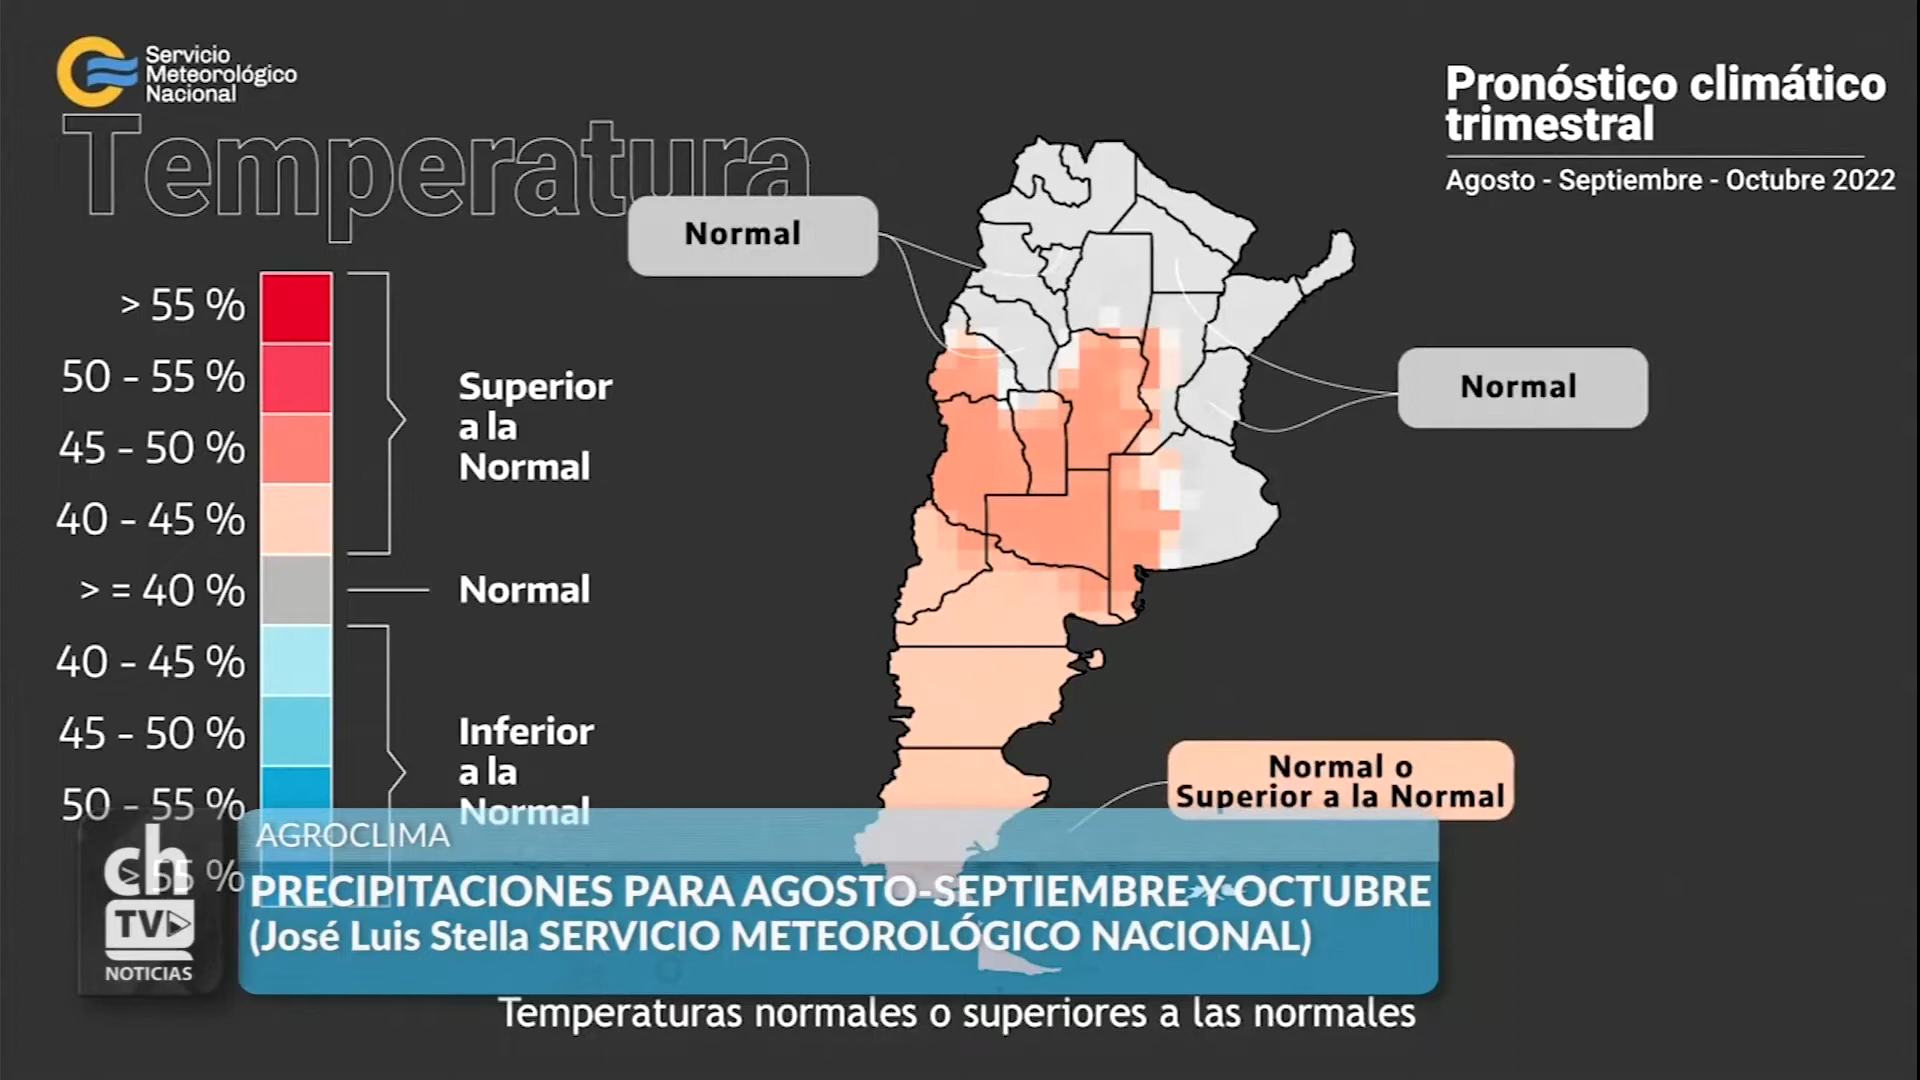 Servicio
Meteorológico
Nacional
Temperatura
Pronóstico climático
trimestral
Agosto - Septiembre - Octubre 2022
Normal
Normal
> 55 %
50 - 55 %
45 - 50 %
40 - 45 %
> = 40 %
40 - 45 %
45 - 50 %
50 - 55 %
> 55 %
Superior
a la
Normal
Normal
Inferior
a la
Normal
Normal o
Superior a la Normal
AGROCLIMA
PRECIPITACIONES PARA AGOSTO-SEPTIEMBRE Y OCTUBRE
(José Luis Stella SERVICIO METEOROLÓGICO NACIONAL)
ch
TV
NOTICIAS
Temperaturas normales o superiores a las normales